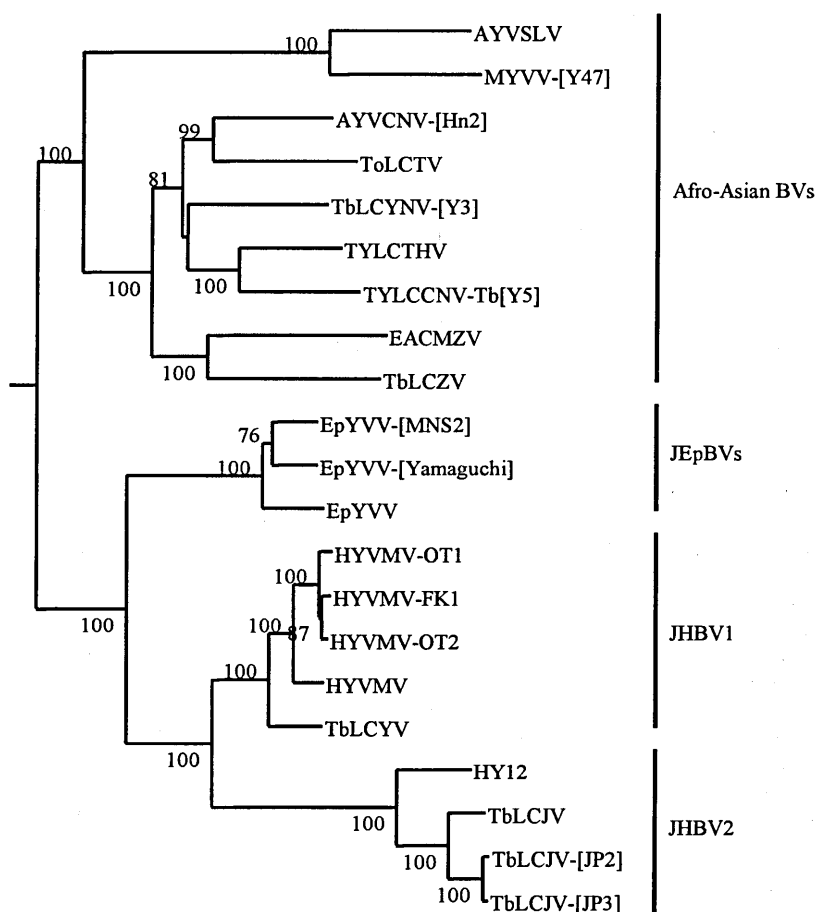 AYVSLV
100
MYVV-[Y47]
AYVCNV-[Hn2]
99
ToLCTV
100
81
Afro-Asian BVs
TbLCYNV-[Y3]
TYLCTHV
100
100
TYLCCNV-Tb[Y5]
EACMZV
100
TbLCZV
EpYVV-[MNS2]
76
JEpBVs
EpYVV-[Yamaguchi]
100
EpYVV
HYVMV-OT1
100
HYVMV-FK1
100
100
HYVMV-OT2
JHBV1
100
HYVMV
TbLCYV
100
HY12
TbLCJV
100
JHBV2
TbLCJV-[JP2]
100
100
TbLCJV-[JP3]